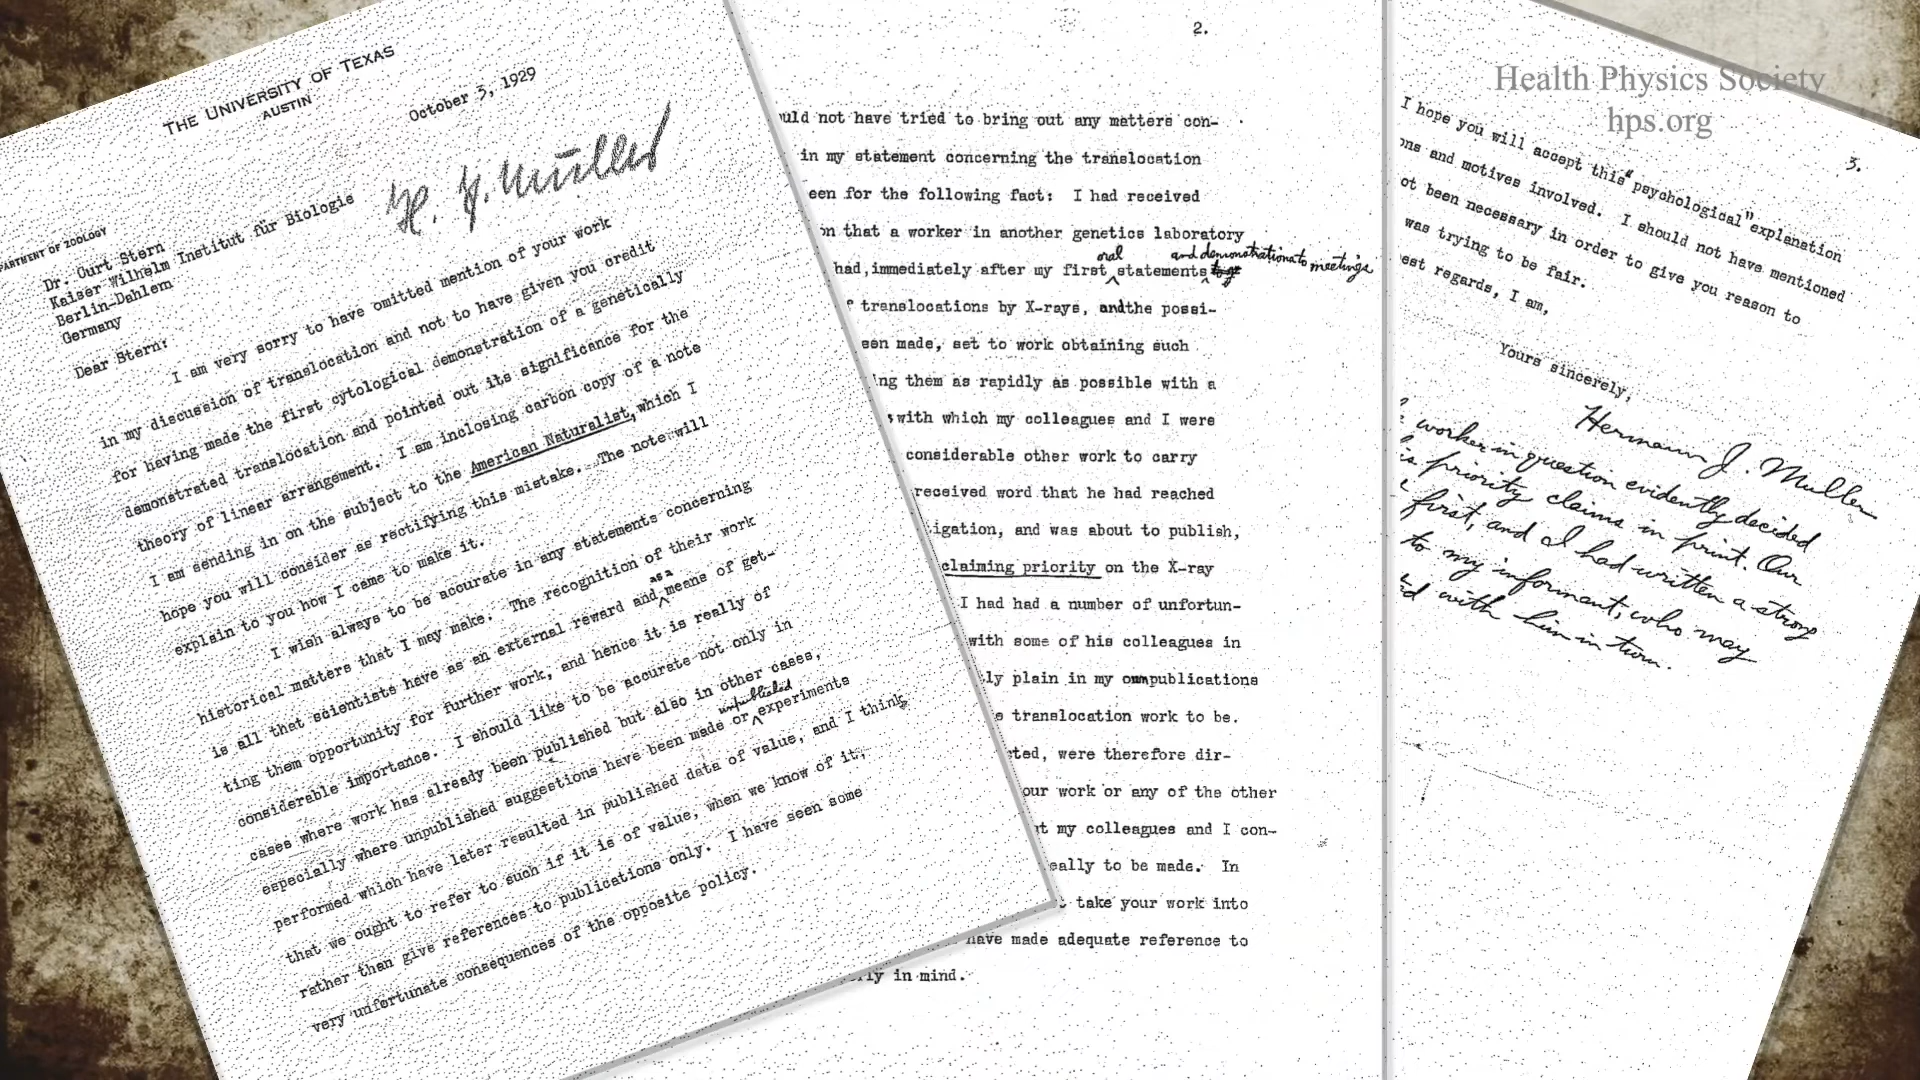 THE UNIVERSITY OF TEXAS
AUSTIN
October 3, 1929
DEPARTMENT OF ZOOLOGY
Dr. Curt Stern
Kaiser Wilhelm Institut für Biologie
Berlin-Dahlem
Germany
Dear Stern:
I am very sorry to have omitted mention of your work
in my discussion of translocation and not to have given you credit
for having made the first cytological demonstration of a genetically
demonstrated translocation and pointed out its significance for the
theory of linear arrangement. I am inclosing carbon copy of a note
I am sending in on the subject to the American Naturalist, which I
hope you will consider as rectifying this mistake. The note will
explain to you how I came to make it.
I wish always to be accurate in any statements concerning
historical matters that I may make. The recognition of their work
is all that scientists have as an external reward and as a means of get-
ting them opportunity for further work, and hence it is really of
considerable importance. I should like to be accurate not only in
cases where work has already been published but also in other cases,
especially where unpublished suggestions have been made or unpublished experiments
performed which have later resulted in published data of value, and I think
that we ought to refer to such if it is of value, when we know of it,
rather than give references to publications only. I have seen some
very unfortunate consequences of the opposite policy.
H. J. Muller
2.
uld not have tried to bring out any matters con-
in my statement concerning the translocation
een for the following fact: I had received
on that a worker in another genetics laboratory
had, immediately after my first oral statements and demonstrations to meetings
f translocations by X-rays, and the possi-
een made, set to work obtaining such
ing them as rapidly as possible with a
, with which my colleagues and I were
considerable other work to carry
received word that he had reached
igation, and was about to publish,
claiming priority on the X-ray
I had had a number of unfortun-
with some of his colleagues in
ly plain in my own publications
e translocation work to be.
ted, were therefore dir-
our work or any of the other
t my colleagues and I con-
eally to be made. In
t take your work into
have made adequate reference to
rly in mind.
Health Physics Society
hps.org
3.
I hope you will accept this "psychological" explanation
ons and motives involved. I should not have mentioned
ot been necessary in order to give you reason to
was trying to be fair.
est regards, I am,
Yours sincerely,
Hermann J. Muller
worker in question evidently decided
is priority claims in print. Our
first, and I had written a strong
to my informant, who may
d with him in turn.